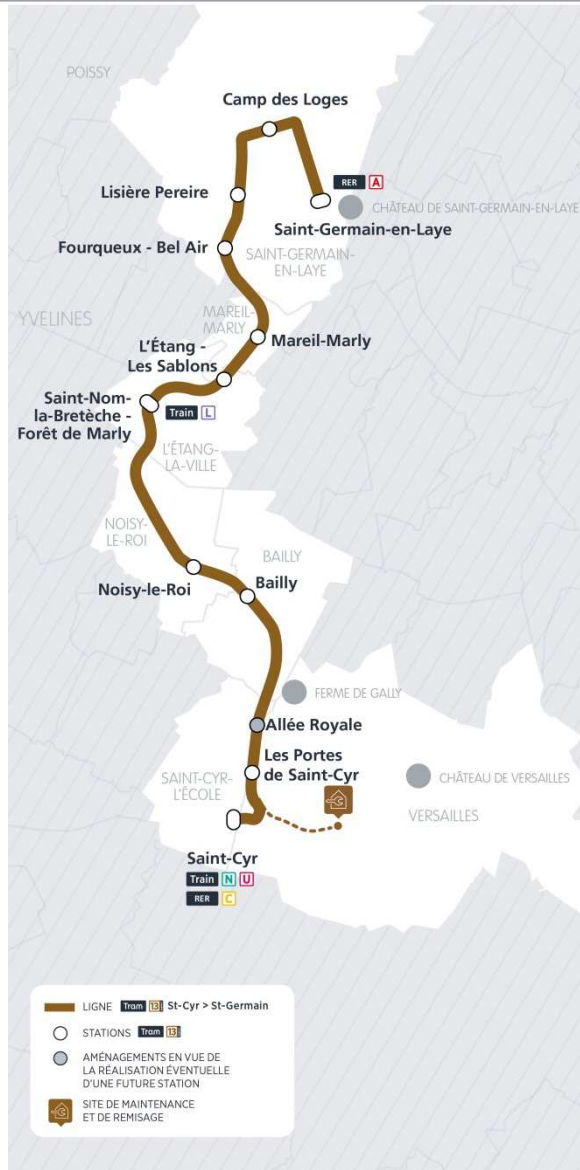 POISSY
Camp des Loges
RER A
Lisière Pereire
CHÂTEAU DE SAINT-GERMAIN-EN-LAYE
Saint-Germain-en-Laye
Fourqueux - Bel Air
SAINT-GERMAIN-
EN-LAYE
MAREIL-
MARLY
YVELINES
Mareil-Marly
L'Étang -
Les Sablons
Saint-Nom-
la-Bretèche -
Forêt de Marly
Train L
L'ÉTANG-
LA-VILLE
NOISY-
LE-ROI
BAILLY
Noisy-le-Roi
Bailly
FERME DE GALLY
Allée Royale
Les Portes
de Saint-Cyr
SAINT-CYR-
L'ÉCOLE
CHÂTEAU DE VERSAILLES
VERSAILLES
Saint-Cyr
Train N U
RER C
LIGNE Tram 13 St-Cyr > St-Germain
STATIONS Tram 13
AMÉNAGEMENTS EN VUE DE
LA RÉALISATION ÉVENTUELLE
D'UNE FUTURE STATION
SITE DE MAINTENANCE
ET DE REMISAGE